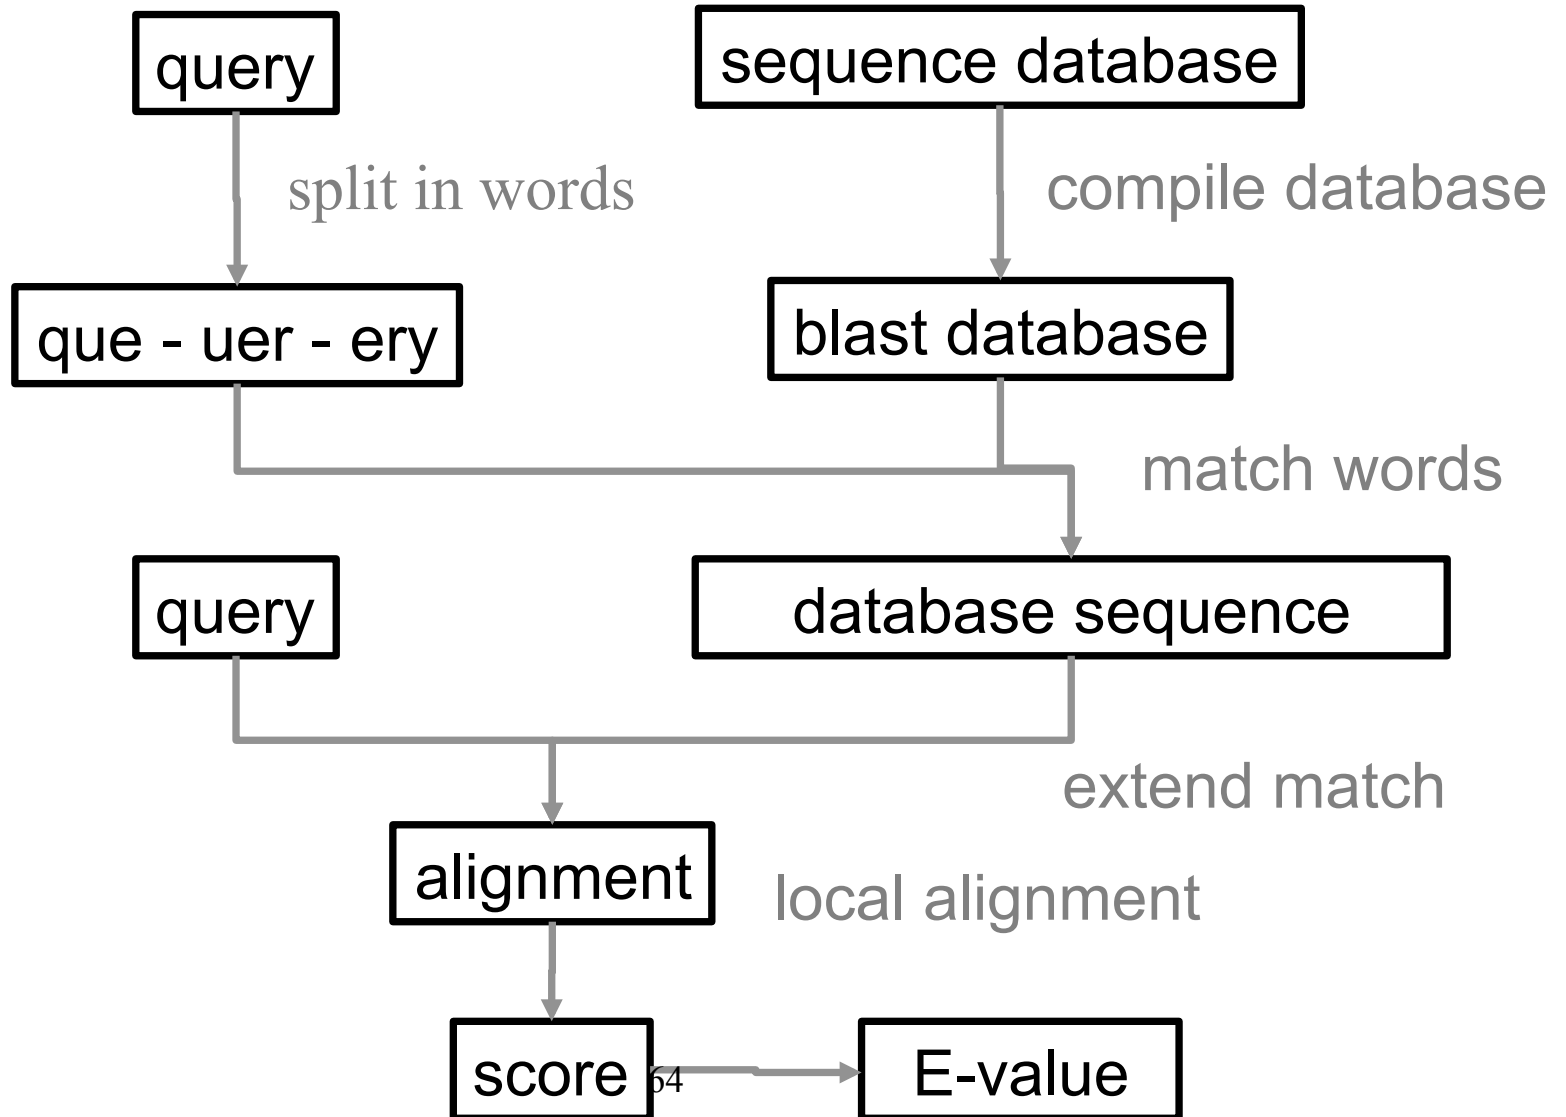 query
sequence database
split in words
compile database
que - uer - ery
blast database
match words
query
database sequence
extend match
alignment
local alignment
score
64
E-value